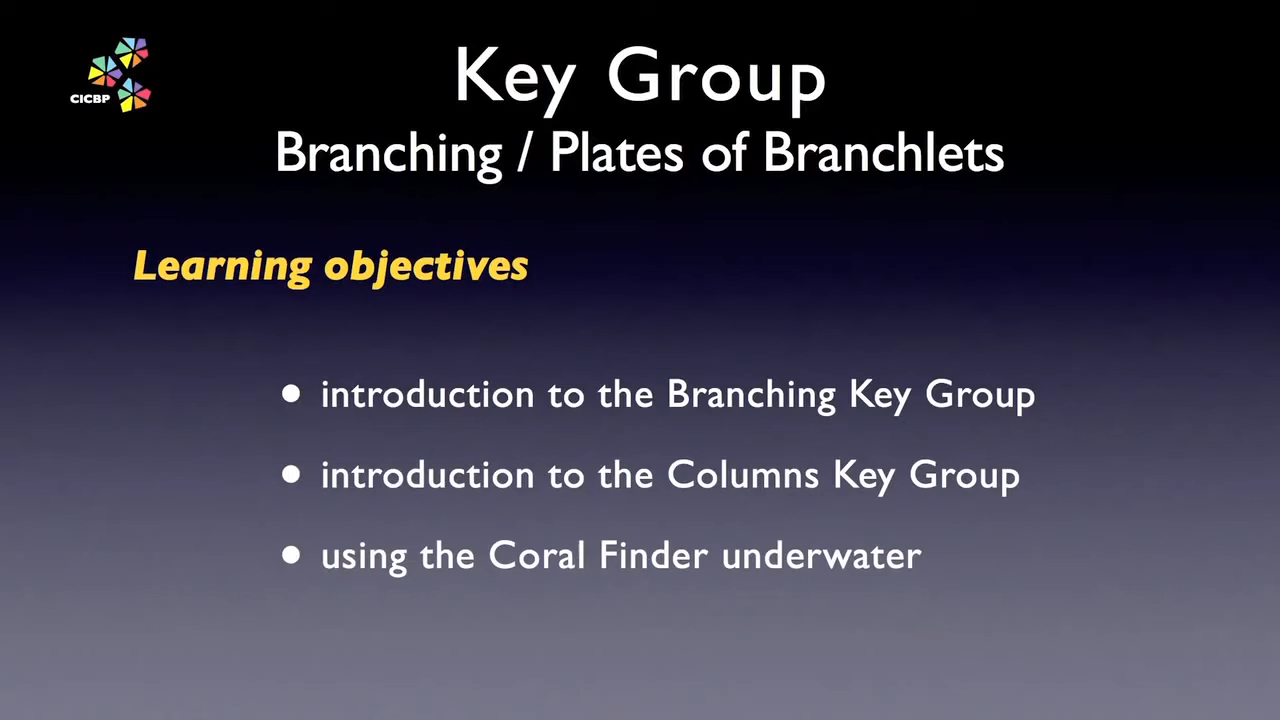 CICBP
Key Group
Branching / Plates of Branchlets
Learning objectives
• introduction to the Branching Key Group
• introduction to the Columns Key Group
• using the Coral Finder underwater